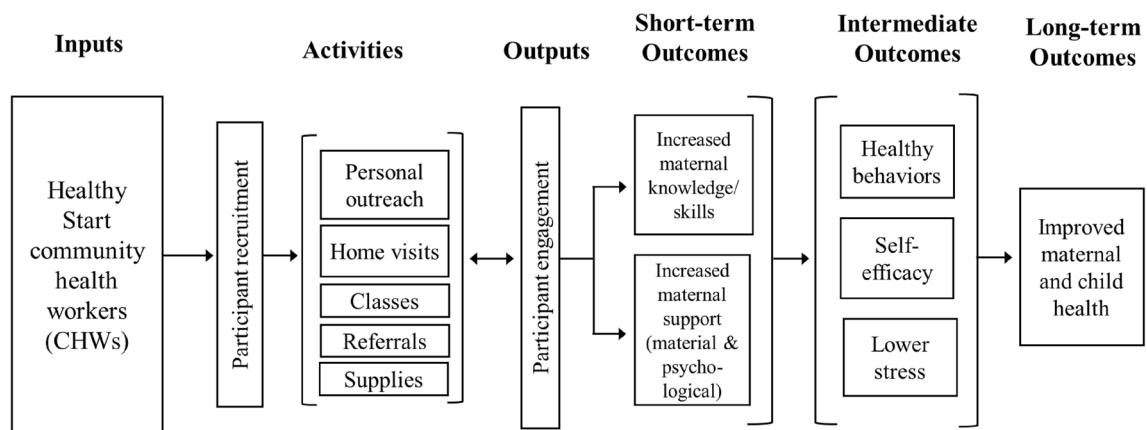 Inputs
Activities
Outputs
Short-term
Outcomes
Intermediate
Outcomes
Long-term
Outcomes
Healthy
Start
community
health
workers
(CHWs)
Participant recruitment
Personal
outreach
Home visits
Classes
Referrals
Supplies
Participant engagement
Increased
maternal
knowledge/
skills
Increased
maternal
support
(material &
psycho-
logical)
Healthy
behaviors
Self-
efficacy
Lower
stress
Improved
maternal
and child
health